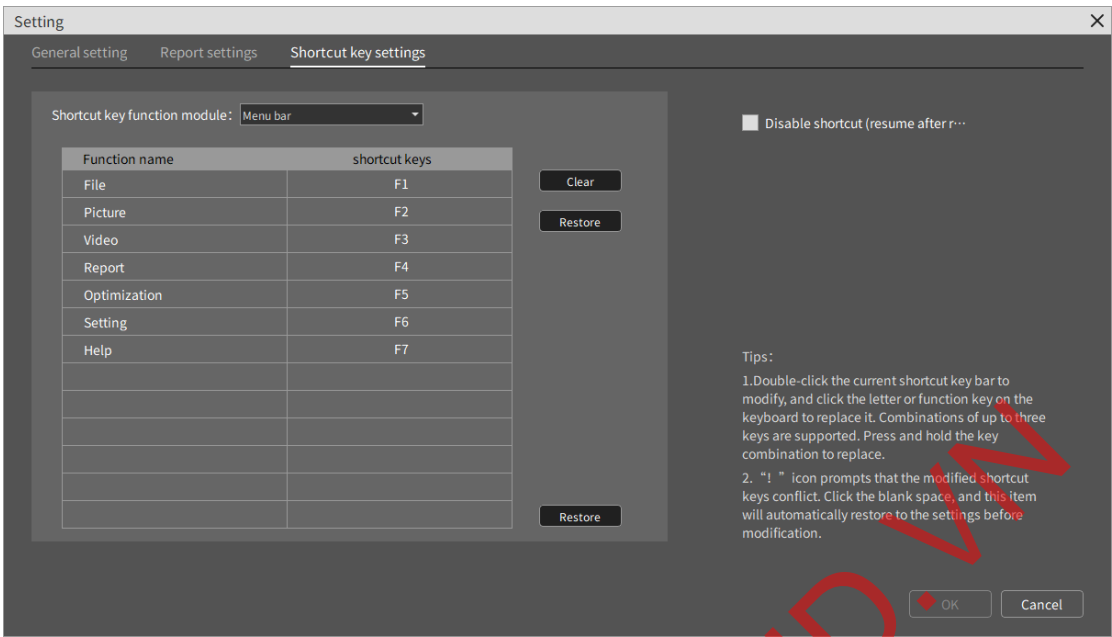 Setting
General setting Report settings Shortcut key settings
Shortcut key function module: Menu bar
Disable shortcut (resume after r⋯
Function name shortcut keys
File F1
Clear
Picture F2
Restore
Video F3
Report F4
Optimization F5
Setting F6
Help F7
Restore
Tips:
1.Double-click the current shortcut key bar to
modify, and click the letter or function key on the
keyboard to replace it. Combinations of up to three
keys are supported. Press and hold the key
combination to replace.
2. “! ” icon prompts that the modified shortcut
keys conflict. Click the blank space, and this item
will automatically restore to the settings before
modification.
OK Cancel
D.VN